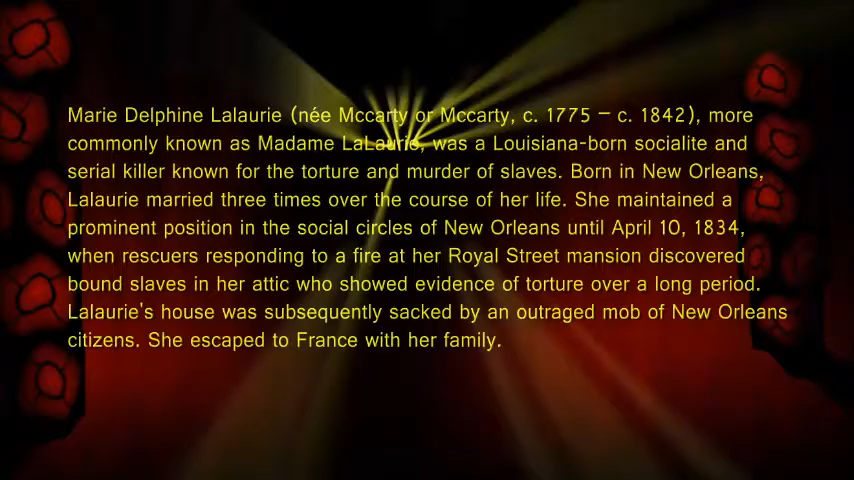 Marie Delphine Lalaurie (née Mccarty or Mccarty, c. 1775 – c. 1842), more
commonly known as Madame LaLaurie, was a Louisiana-born socialite and
serial killer known for the torture and murder of slaves. Born in New Orleans,
Lalaurie married three times over the course of her life. She maintained a
prominent position in the social circles of New Orleans until April 10, 1834,
when rescuers responding to a fire at her Royal Street mansion discovered
bound slaves in her attic who showed evidence of torture over a long period.
Lalaurie's house was subsequently sacked by an outraged mob of New Orleans
citizens. She escaped to France with her family.